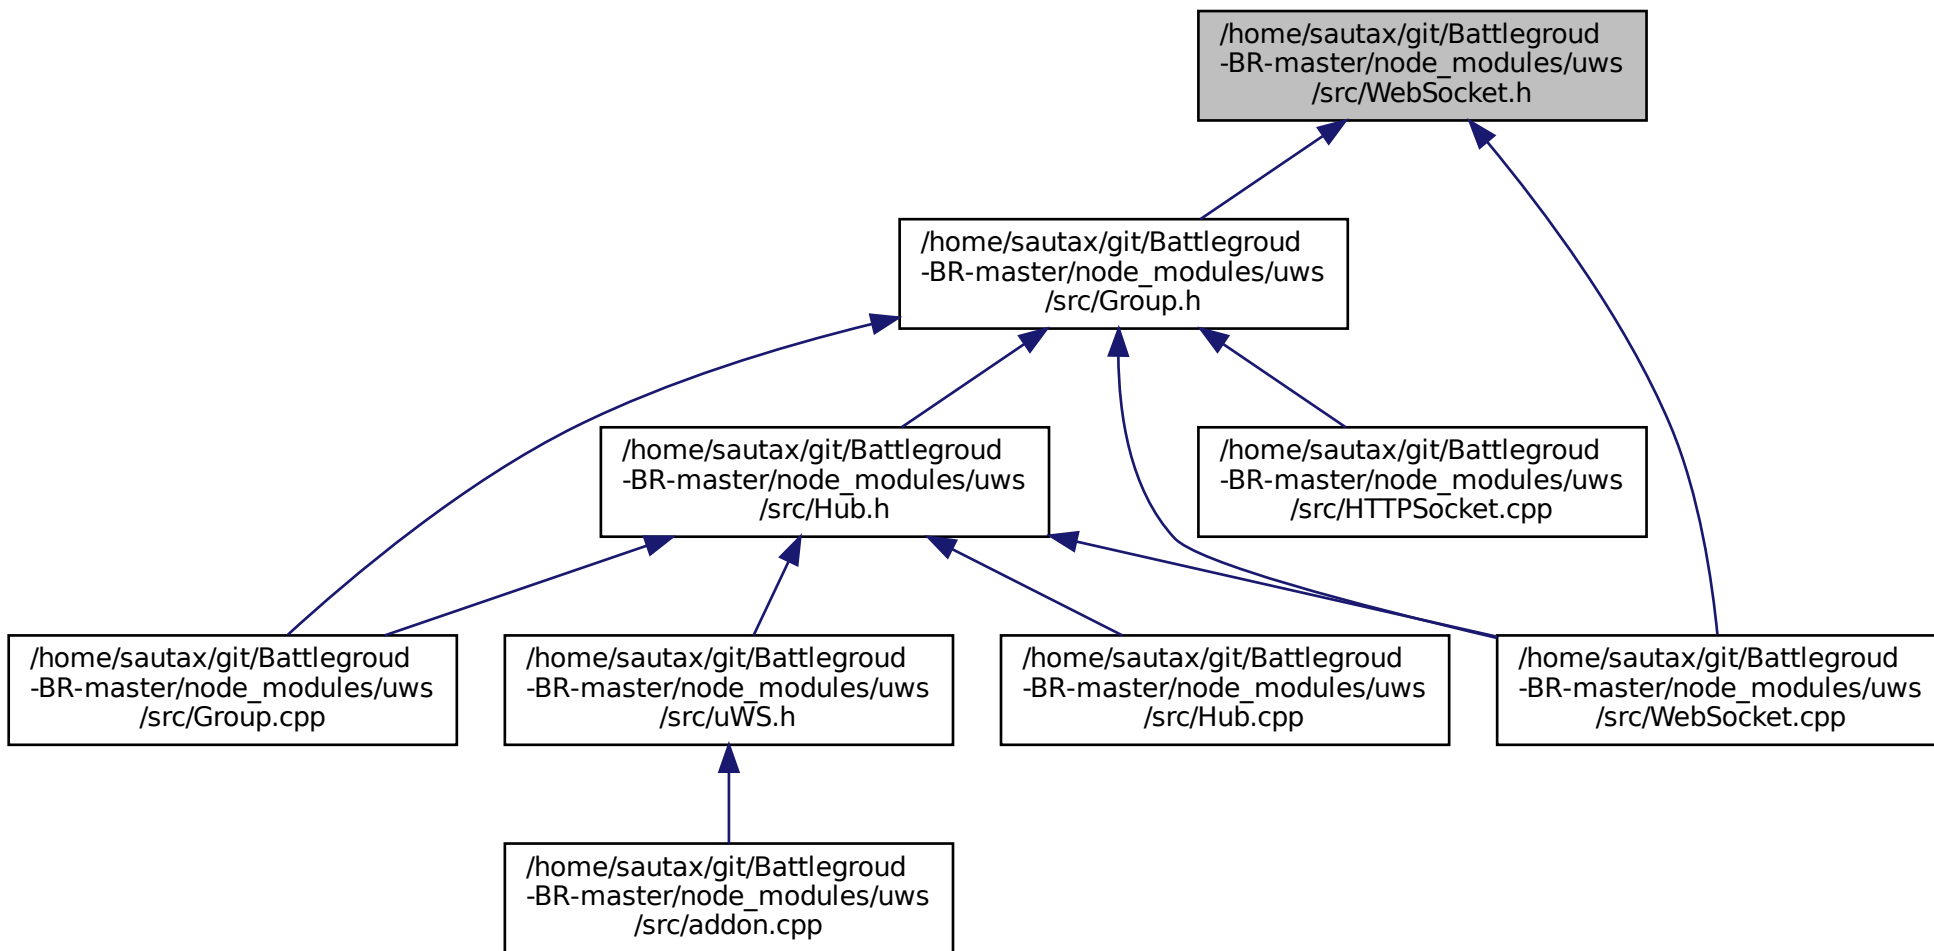 /home/sautax/git/Battlegroud
-BR-master/node_modules/uws
/src/WebSocket.h
/home/sautax/git/Battlegroud
-BR-master/node_modules/uws
/src/Group.h
/home/sautax/git/Battlegroud
-BR-master/node_modules/uws
/src/Hub.h
/home/sautax/git/Battlegroud
-BR-master/node_modules/uws
/src/HTTPSocket.cpp
/home/sautax/git/Battlegroud
-BR-master/node_modules/uws
/src/Group.cpp
/home/sautax/git/Battlegroud
-BR-master/node_modules/uws
/src/uWS.h
/home/sautax/git/Battlegroud
-BR-master/node_modules/uws
/src/Hub.cpp
/home/sautax/git/Battlegroud
-BR-master/node_modules/uws
/src/WebSocket.cpp
/home/sautax/git/Battlegroud
-BR-master/node_modules/uws
/src/addon.cpp